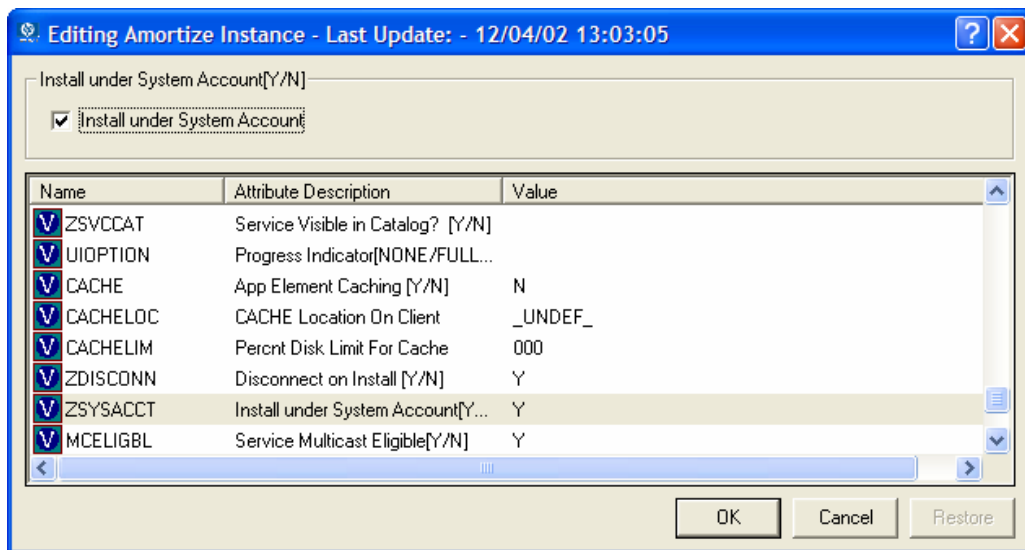 Editing Amortize Instance - Last Update: - 12/04/02 13:03:05
Install under System Account[Y/N]
Install under System Account
Name Attribute Description Value
V ZSVCCAT Service Visible in Catalog? [Y/N]
V UIOPTION Progress Indicator[NONE/FULL...
V CACHE App Element Caching [Y/N] N
V CACHELOC CACHE Location On Client _UNDEF_
V CACHELIM Percnt Disk Limit For Cache 000
V ZDISCONN Disconnect on Install [Y/N] Y
V ZSYSACCT Install under System Account[Y... Y
V MCELIGBL Service Multicast Eligible[Y/N] Y
OK Cancel Restore